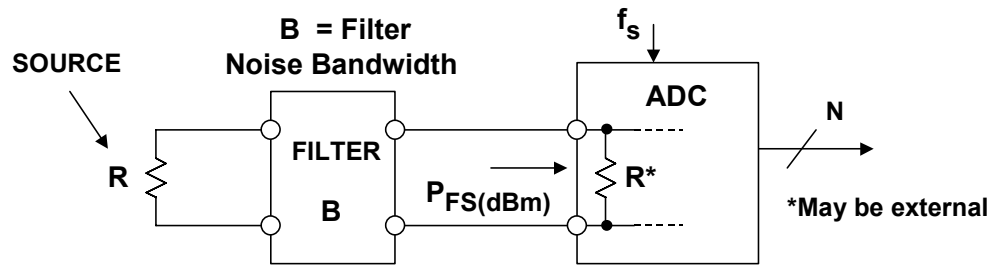 B = Filter
Noise Bandwidth
SOURCE
R
FILTER
B
P_FS(dBm)
f_s
ADC
R*
N
*May be external